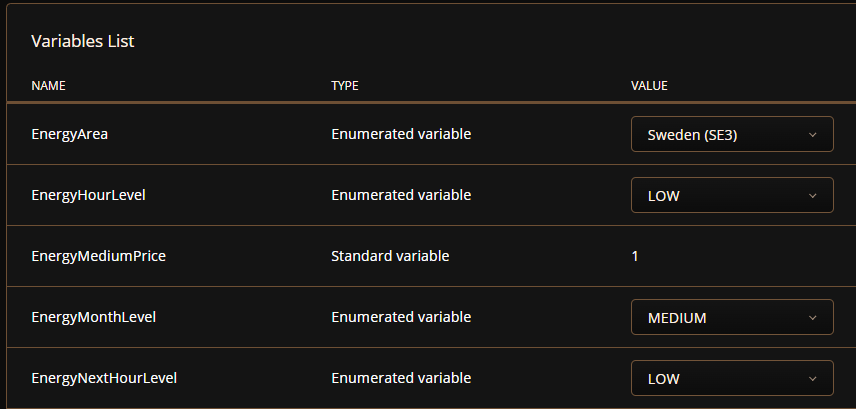 Variables List
NAME TYPE VALUE
EnergyArea Enumerated variable Sweden (SE3)
EnergyHourLevel Enumerated variable LOW
EnergyMediumPrice Standard variable 1
EnergyMonthLevel Enumerated variable MEDIUM
EnergyNextHourLevel Enumerated variable LOW